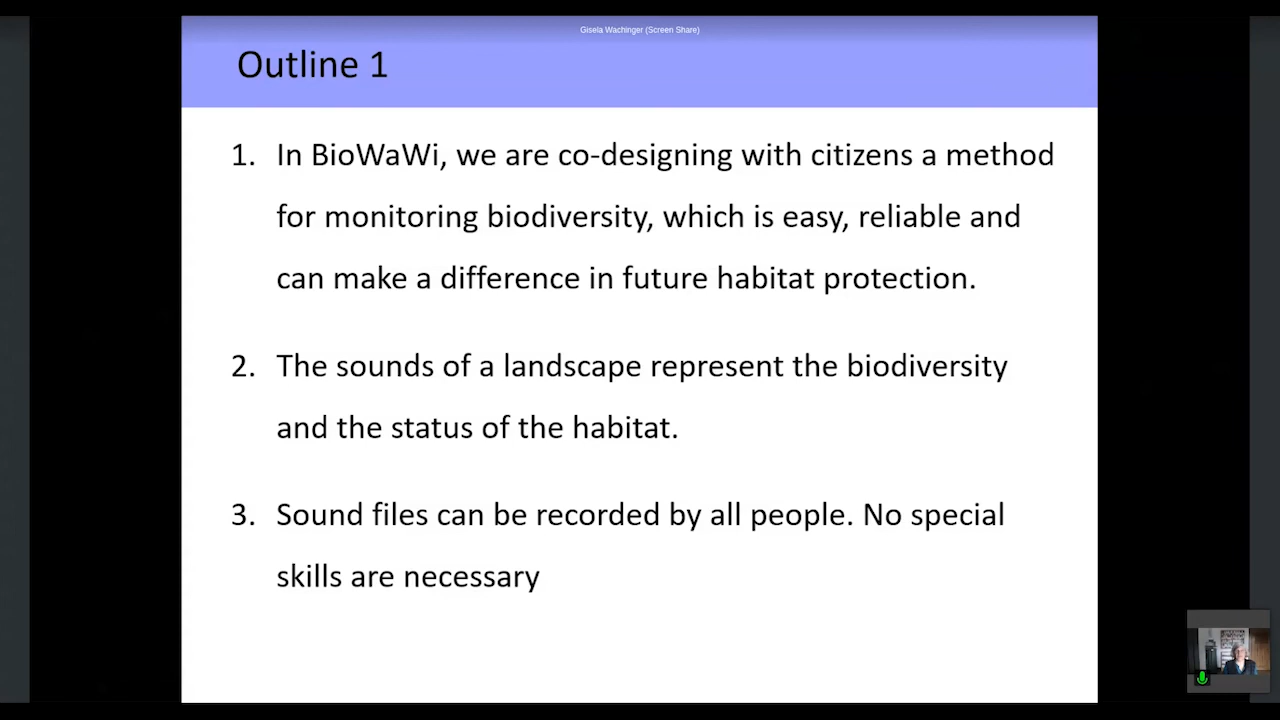 Gisela Wachinger (Screen Share)
Outline 1
1. In BioWaWi, we are co-designing with citizens a method
for monitoring biodiversity, which is easy, reliable and
can make a difference in future habitat protection.
2. The sounds of a landscape represent the biodiversity
and the status of the habitat.
3. Sound files can be recorded by all people. No special
skills are necessary